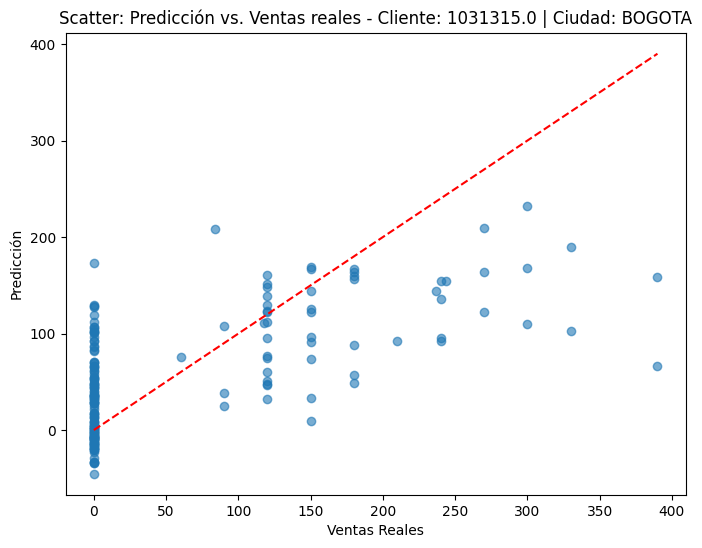 Scatter: Predicción vs. Ventas reales - Cliente: 1031315.0 | Ciudad: BOGOTA
400
300
200
100
0
Predicción
0 50 100 150 200 250 300 350 400
Ventas Reales